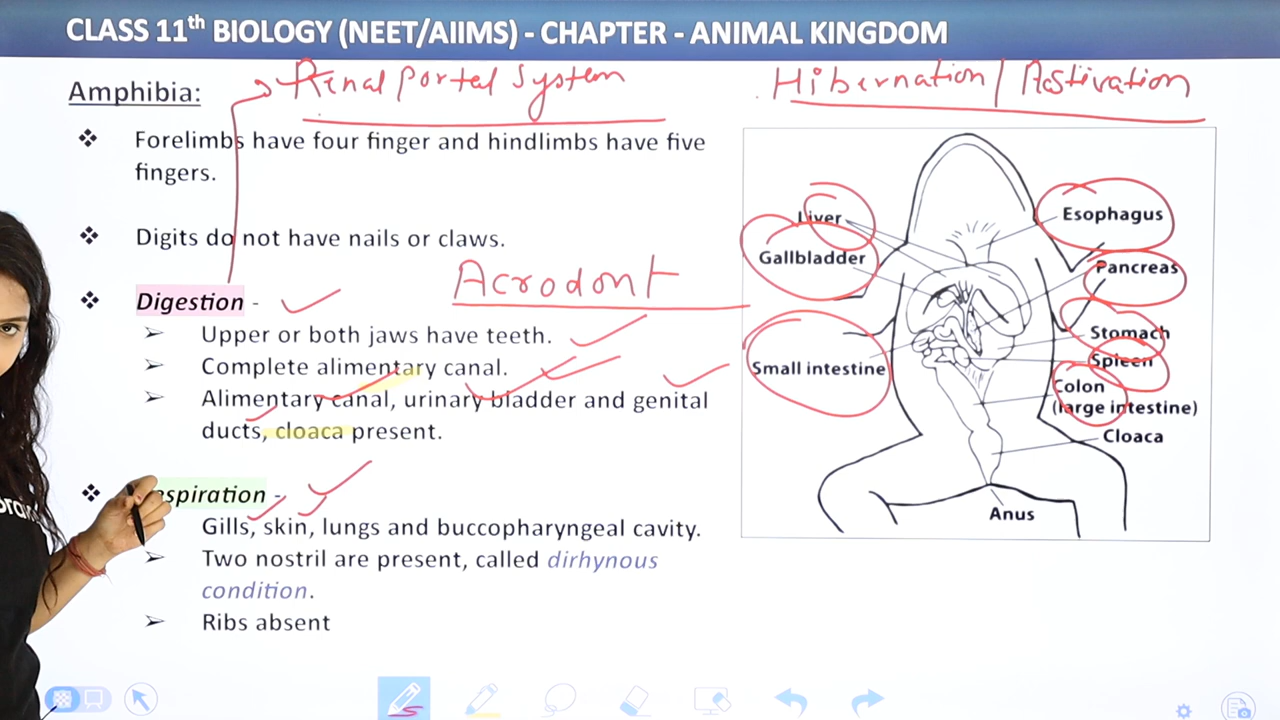 CLASS 11th BIOLOGY (NEET/AIIMS) - CHAPTER - ANIMAL KINGDOM
Amphibia:
Renal Portal System
Hibernation / Aestivation
❖ Forelimbs have four finger and hindlimbs have five
fingers.
❖ Digits do not have nails or claws.
Acrodont
❖ Digestion -
➢ Upper or both jaws have teeth.
➢ Complete alimentary canal.
➢ Alimentary canal, urinary bladder and genital
ducts, cloaca present.
❖ espiration -
Gills, skin, lungs and buccopharyngeal cavity.
➢ Two nostril are present, called dirhynous
condition.
➢ Ribs absent
Liver
Gallbladder
Small intestine
Esophagus
Pancreas
Stomach
Spleen
Colon
(large intestine)
Cloaca
Anus